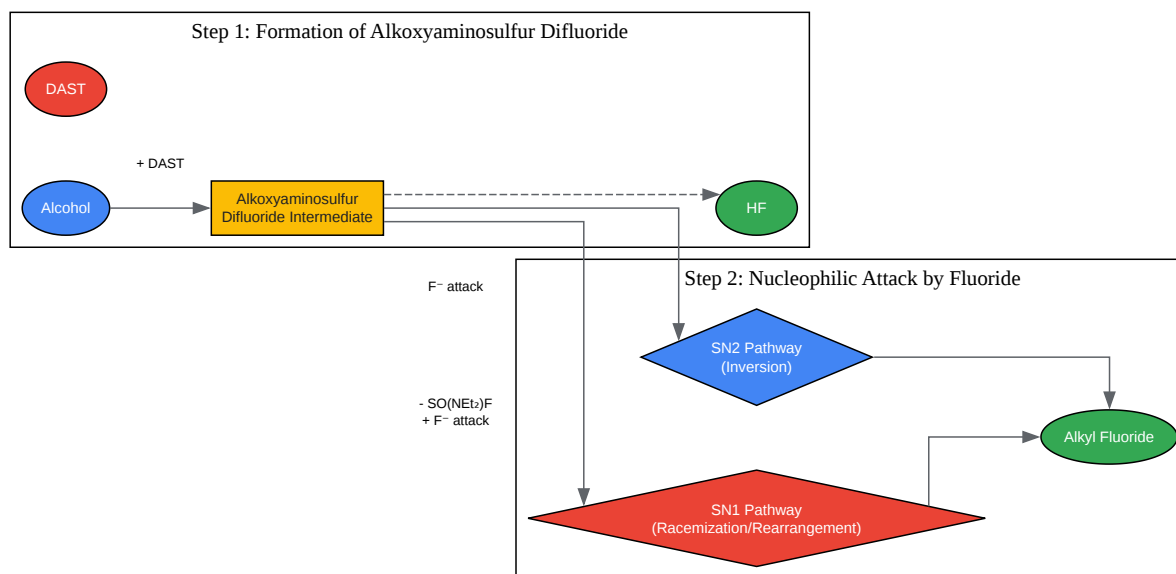 Step 1: Formation of Alkoxyaminosulfur Difluoride
DAST
+ DAST
Alcohol
Alkoxyaminosulfur
Difluoride Intermediate
HF
Step 2: Nucleophilic Attack by Fluoride
F⁻ attack
SN2 Pathway
(Inversion)
- SO(NEt₂)F
+ F⁻ attack
Alkyl Fluoride
SN1 Pathway
(Racemization/Rearrangement)